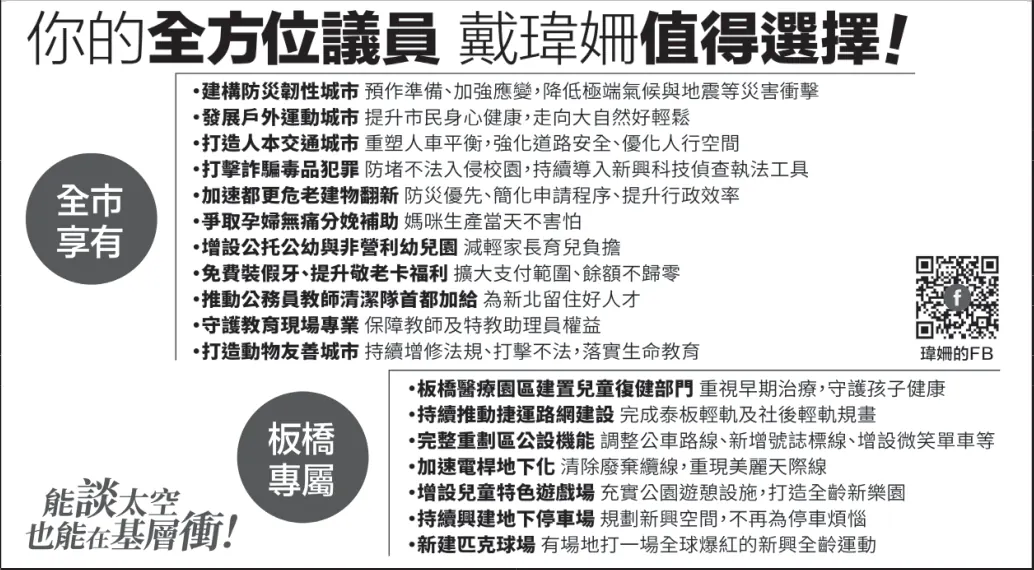 你的全方位議員 戴瑋姍值得選擇！
全市
享有
•建構防災韌性城市 預作準備、加強應變，降低極端氣候與地震等災害衝擊
•發展戶外運動城市 提升市民身心健康，走向大自然好輕鬆
•打造人本交通城市 重塑人車平衡，強化道路安全、優化人行空間
•打擊詐騙毒品犯罪 防堵不法入侵校園，持續導入新興科技偵查執法工具
•加速都更危老建物翻新 防災優先、簡化申請程序、提升行政效率
•爭取孕婦無痛分娩補助 媽咪生產當天不害怕
•增設公托公幼與非營利幼兒園 減輕家長育兒負擔
•免費裝假牙、提升敬老卡福利 擴大支付範圍、餘額不歸零
•推動公務員教師清潔隊首都加給 為新北留住好人才
•守護教育現場專業 保障教師及特教助理員權益
•打造動物友善城市 持續增修法規、打擊不法，落實生命教育
f
瑋姍的FB
板橋
專屬
•板橋醫療園區建置兒童復健部門 重視早期治療，守護孩子健康
•持續推動捷運路網建設 完成泰板輕軌及社後輕軌規畫
•完整重劃區公設機能 調整公車路線、新增號誌標線、增設微笑單車等
•加速電桿地下化 清除廢棄纜線，重現美麗天際線
•增設兒童特色遊戲場 充實公園遊憩設施，打造全齡新樂園
•持續興建地下停車場 規劃新興空間，不再為停車煩惱
•新建匹克球場 有場地打一場全球爆紅的新興全齡運動
能談太空
也能在基層衝！